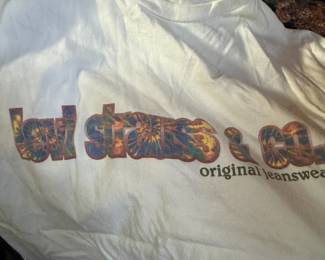 levi strauss & co.
original jeanswear